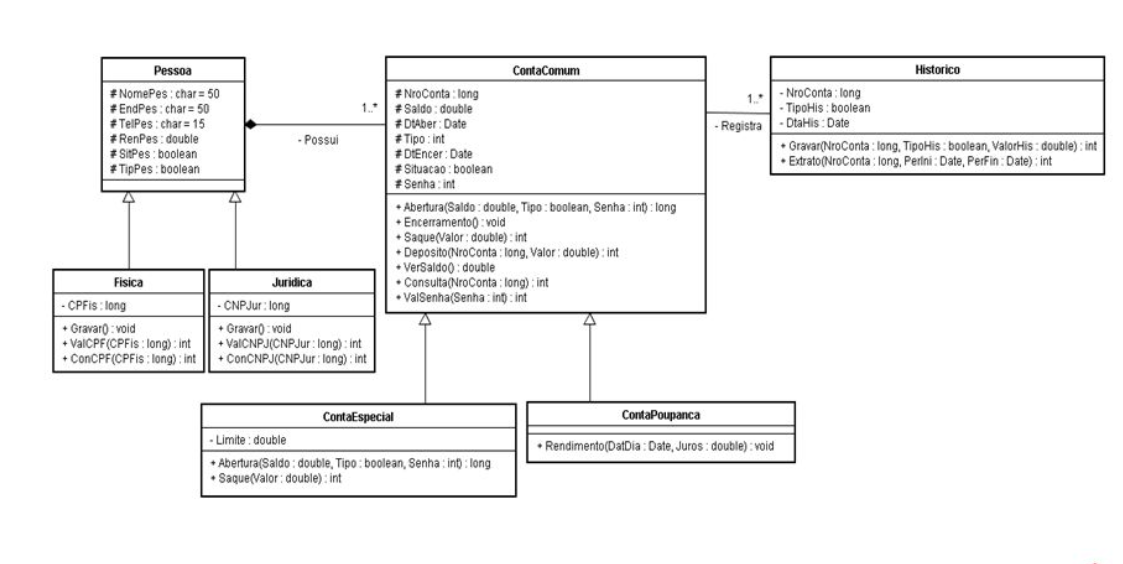 Pessoa
# NomePes : char = 50
# EndPes : char = 50
# TelPes : char = 15
# RenPes : double
# SitPes : boolean
# TipPes : boolean
1..*
- Possui
ContaComum
# NroConta : long
# Saldo : double
# DtAber : Date
# Tipo : int
# DtEncer : Date
# Situacao : boolean
# Senha : int
+ Abertura(Saldo : double, Tipo : boolean, Senha : int) : long
+ Encerramento() : void
+ Saque(Valor : double) : int
+ Deposito(NroConta : long, Valor : double) : int
+ VerSaldo() : double
+ Consulta(NroConta : long) : int
+ ValSenha(Senha : int) : int
1..*
- Registra
Historico
- NroConta : long
- TipoHis : boolean
- DtaHis : Date
+ Gravar(NroConta : long, TipoHis : boolean, ValorHis : double) : int
+ Extrato(NroConta : long, PerIni : Date, PerFin : Date) : int
Fisica
- CPFis : long
+ Gravar() : void
+ ValCPF(CPFis : long) : int
+ ConCPF(CPFis : long) : int
Juridica
- CNPJur : long
+ Gravar() : void
+ ValCNPJ(CNPJur : long) : int
+ ConCNPJ(CNPJur : long) : int
ContaEspecial
- Limite : double
+ Abertura(Saldo : double, Tipo : boolean, Senha : int) : long
+ Saque(Valor : double) : int
ContaPoupanca
+ Rendimento(DatDia : Date, Juros : double) : void